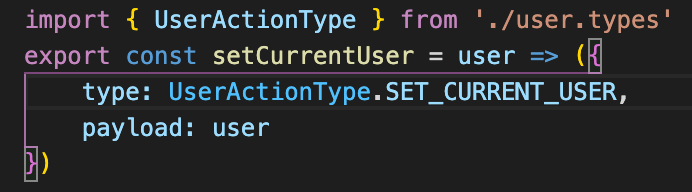 import { UserActionType } from './user.types'
export const setCurrentUser = user => ({
    type: UserActionType.SET_CURRENT_USER,
    payload: user
})